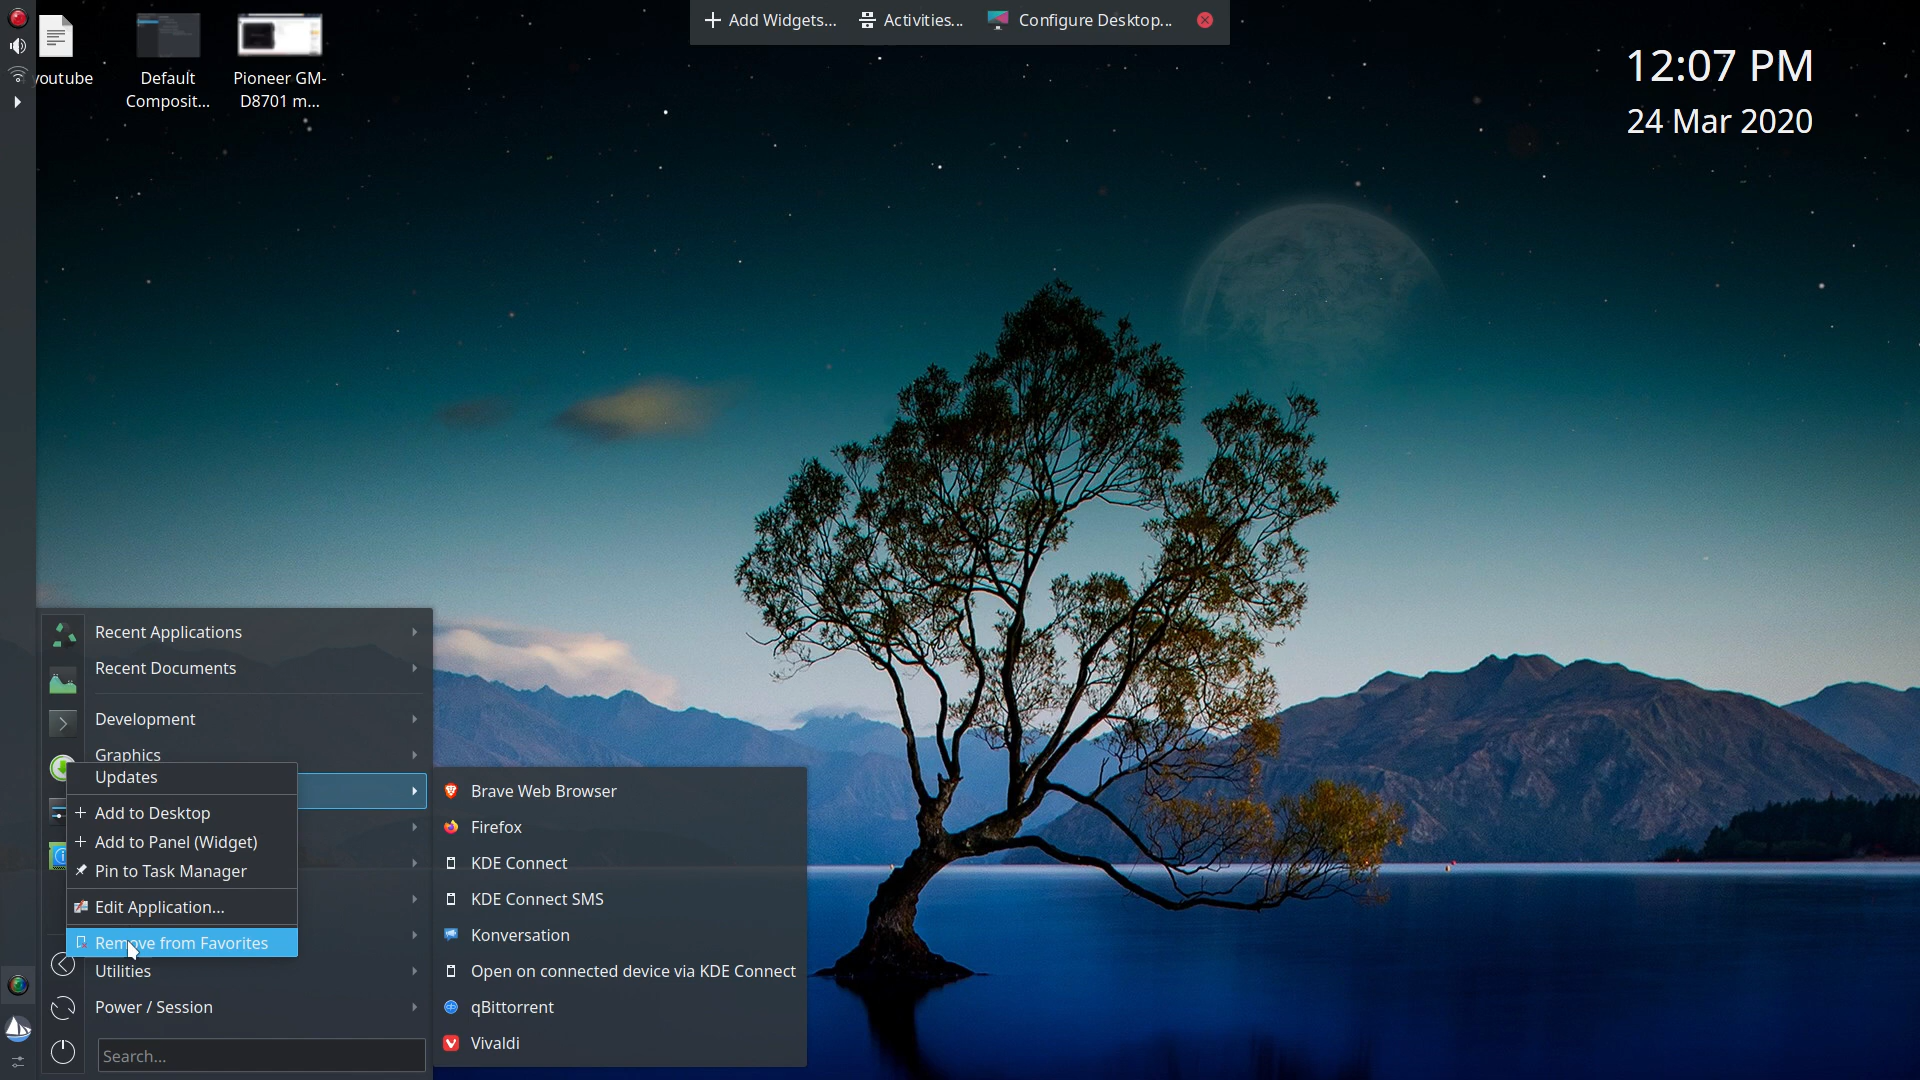 Add Widgets...
Activities...
Configure Desktop...
youtube
Default
Composit...
Pioneer GM-
D8701 m...
12:07 PM
24 Mar 2020
Recent Applications
Recent Documents
Development
Graphics
Updates
Add to Desktop
Add to Panel (Widget)
Pin to Task Manager
Edit Application...
Remove from Favorites
Utilities
Power / Session
Search...
Brave Web Browser
Firefox
KDE Connect
KDE Connect SMS
Konversation
Open on connected device via KDE Connect
qBittorrent
Vivaldi